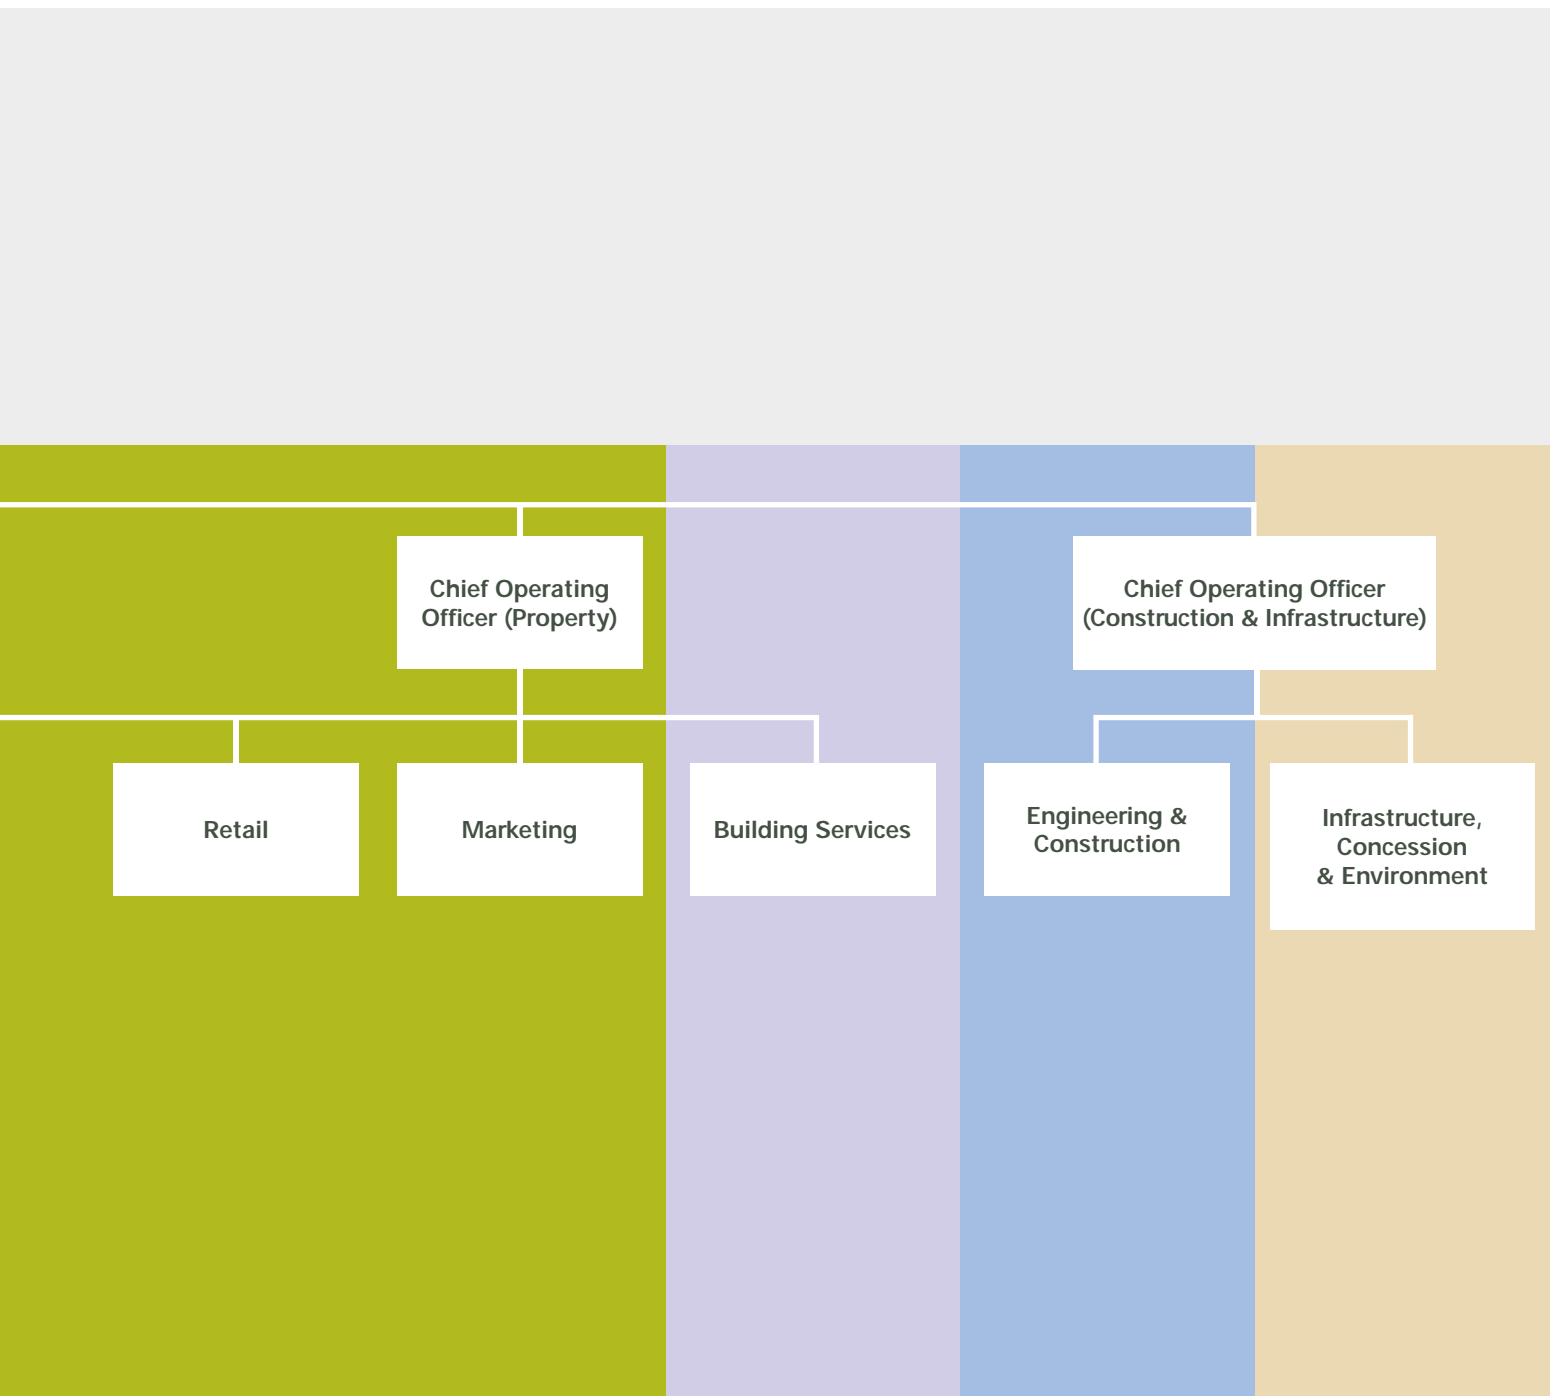 Chief Operating
Officer (Property)
Chief Operating Officer
(Construction & Infrastructure)
Retail
Marketing
Building Services
Engineering &
Construction
Infrastructure,
Concession
& Environment